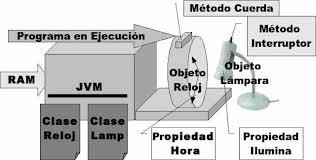 Método Cuerda
Programa en Ejecución
Método
Interruptor
RAM
JVM
Objeto
Reloj
Objeto
Lámpara
Clase
Reloj
Clase
Lamp
Propiedad
Hora
Propiedad
Ilumina